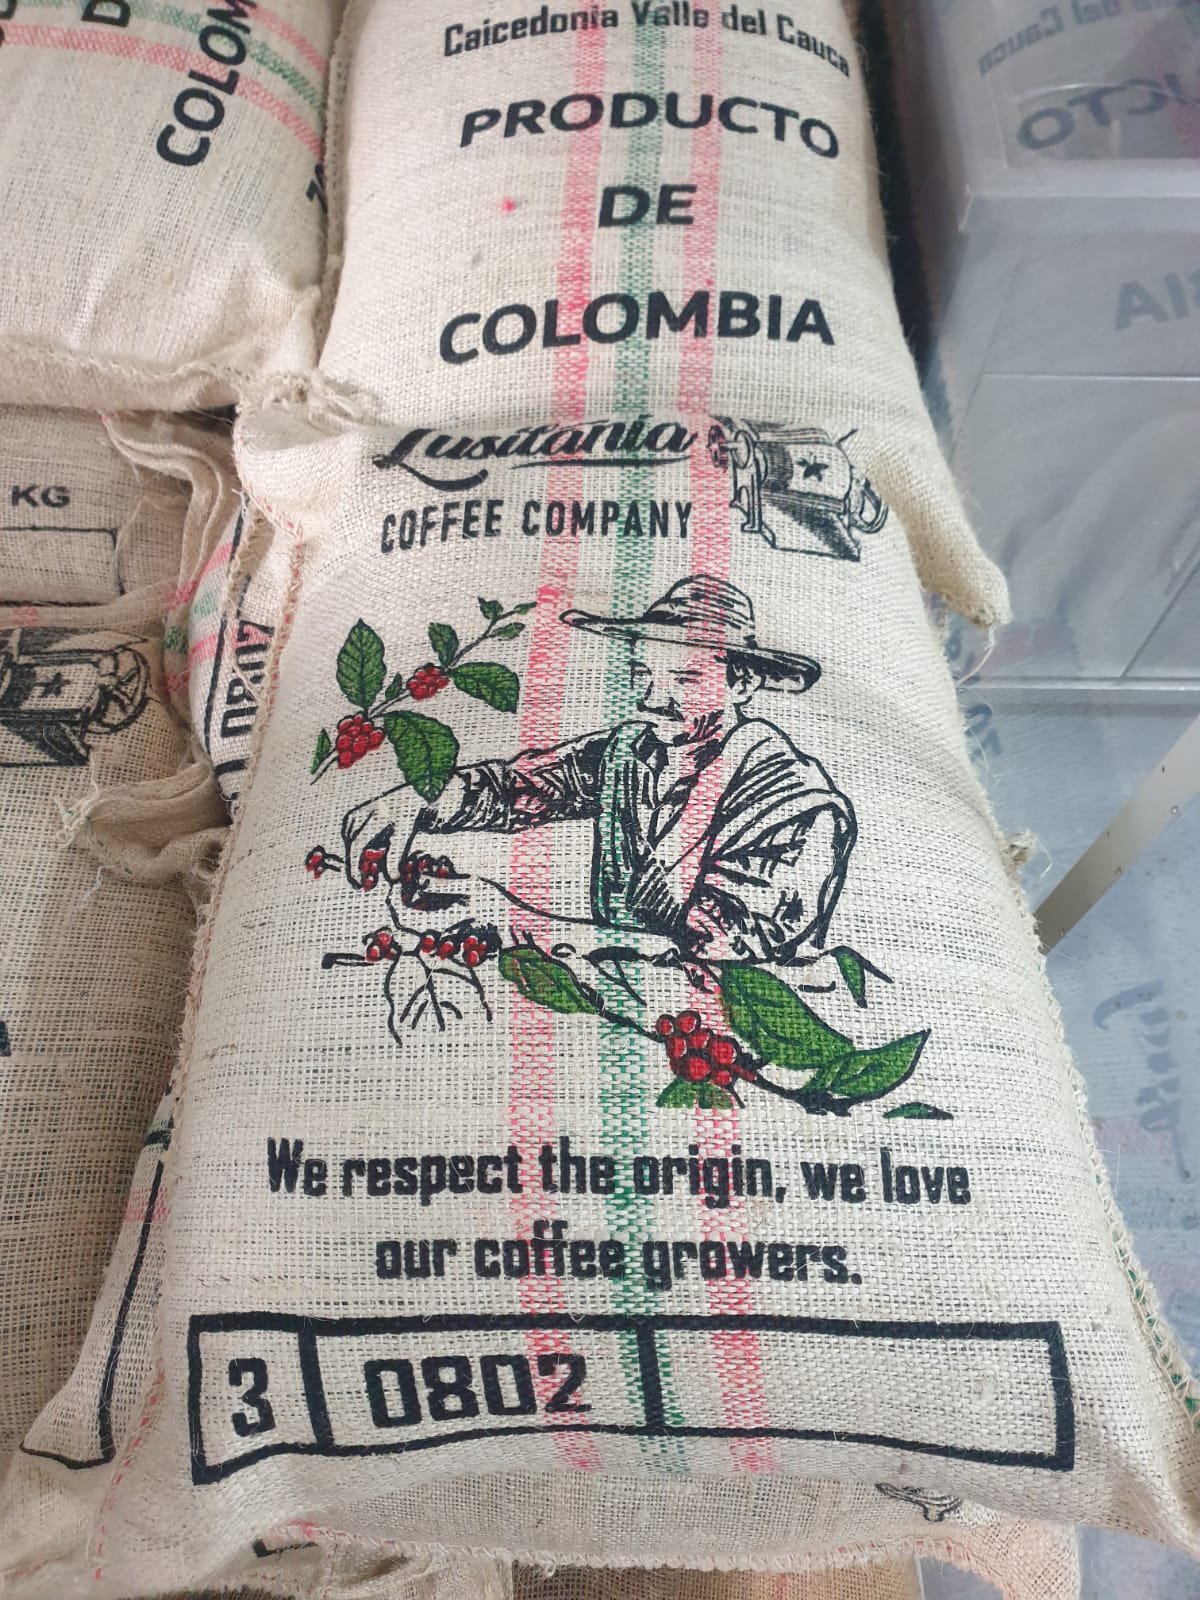 Caicedonia Valle del Cauca
PRODUCTO
DE
COLOMBIA
Lusitania
COFFEE COMPANY
We respect the origin, we love
our coffee growers.
3 0802
COLOM
KG